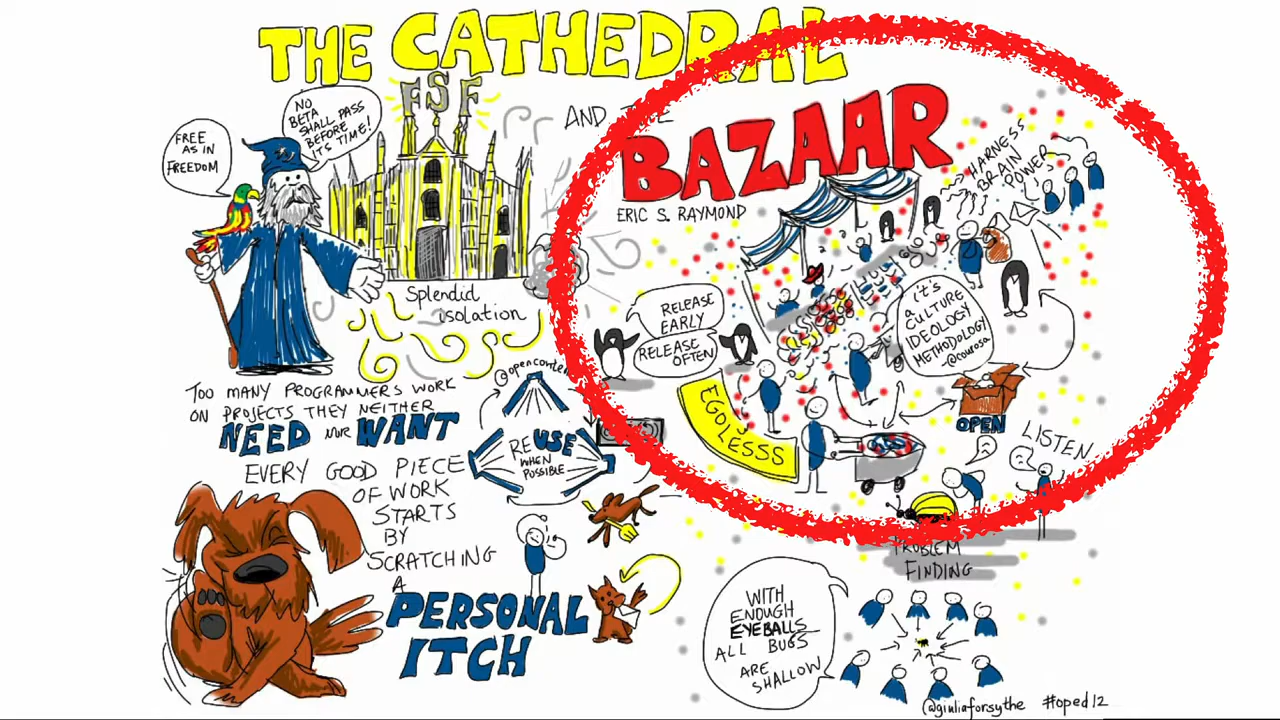 THE CATHEDRAL
FSF
AND THE
BAZAAR
ERIC S. RAYMOND
NO
BETA
SHALL PASS
BEFORE
IT'S TIME!
FREE
AS IN
FREEDOM
Splendid
isolation
HARNESS
BRAIN
POWER
RELEASE
EARLY
RELEASE
OFTEN
it's
a
CULTURE
IDEOLOGY
METHODOLOGY
-@courosa
EGOLESSS
OPEN
LISTEN
TOO MANY PROGRAMMERS WORK
ON PROJECTS THEY NEITHER
NEED NOR WANT
REUSE
WHEN
POSSIBLE
EVERY GOOD PIECE
OF WORK
STARTS
BY
SCRATCHING
A
PERSONAL
ITCH
PROBLEM
FINDING
WITH
ENOUGH
EYEBALLS
ALL BUGS
ARE
SHALLOW
@giuliaforsythe #oped12